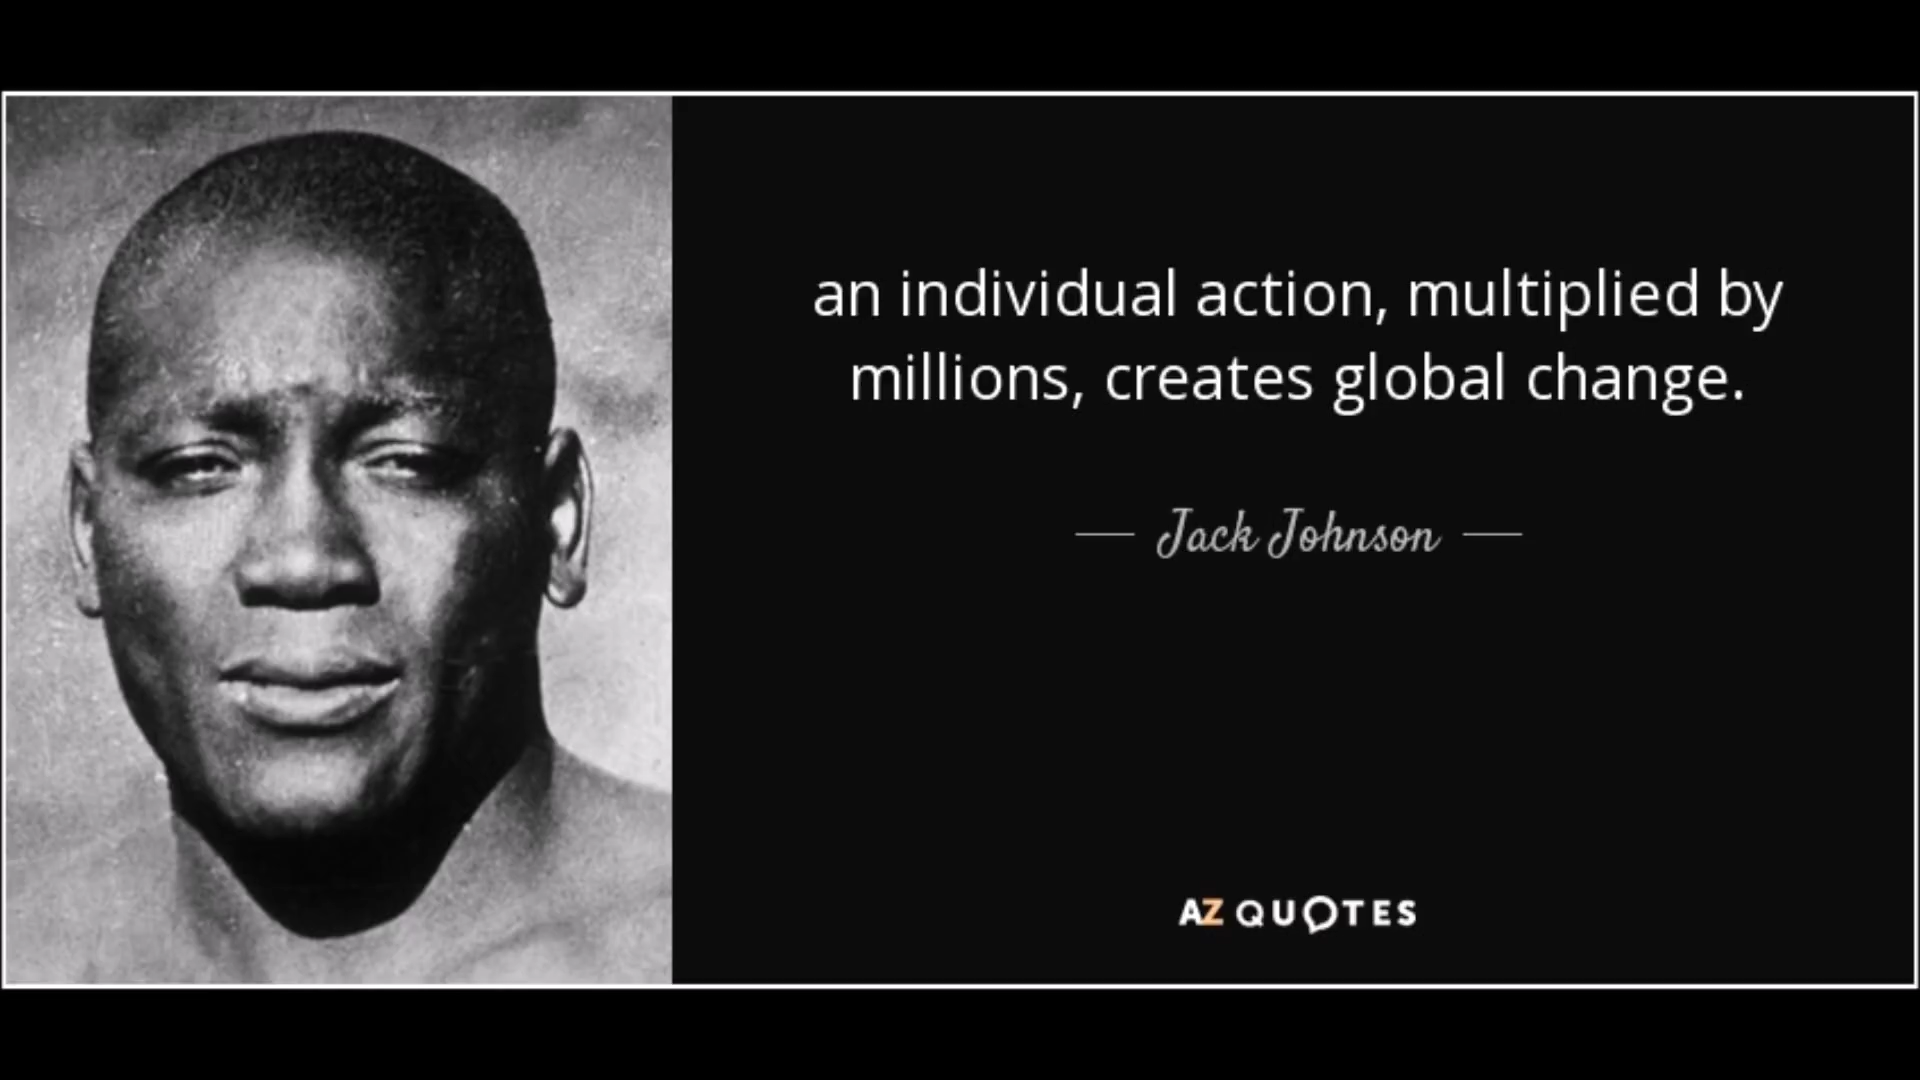 an individual action, multiplied by
millions, creates global change.
— Jack Johnson —
AZ QUOTES